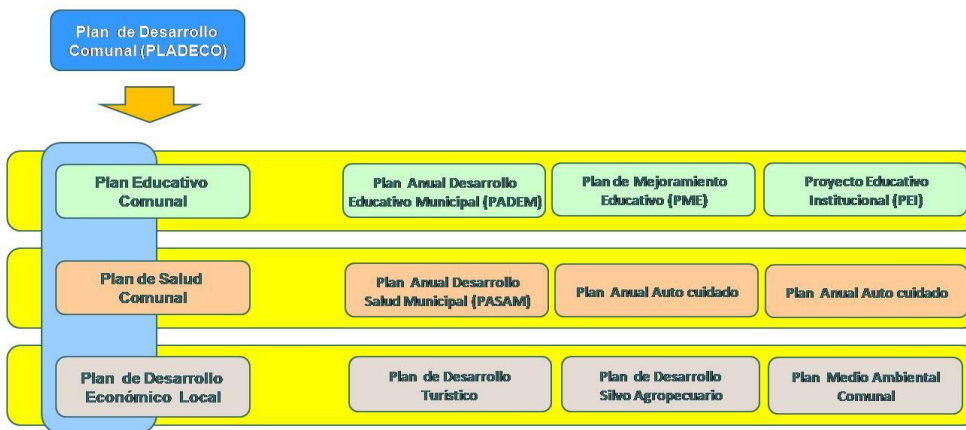 Plan de Desarrollo
Comunal (PLADECO)
Plan Educativo
Comunal
Plan Anual Desarrollo
Educativo Municipal (PADEM)
Plan de Mejoramiento
Educativo (PME)
Proyecto Educativo
Institucional (PEI)
Plan de Salud
Comunal
Plan Anual Desarrollo
Salud Municipal (PASAM)
Plan Anual Auto cuidado
Plan Anual Auto cuidado
Plan de Desarrollo
Económico Local
Plan de Desarrollo
Turístico
Plan de Desarrollo
Silvo Agropecuario
Plan Medio Ambiental
Comunal